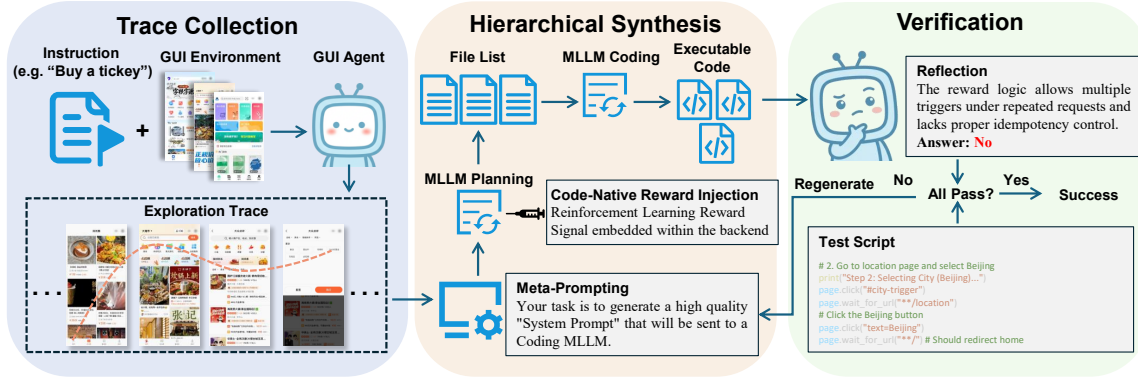 Trace Collection
Instruction
(e.g. “Buy a tickey”)
GUI Environment
GUI Agent
+
Exploration Trace
...
...
Hierarchical Synthesis
File List
MLLM Coding
Executable
Code
MLLM Planning
Code-Native Reward Injection
Reinforcement Learning Reward
Signal embedded within the backend
Meta-Prompting
Your task is to generate a high quality
"System Prompt" that will be sent to a
Coding MLLM.
Verification
Reflection
The reward logic allows multiple
triggers under repeated requests and
lacks proper idempotency control.
Answer: No
Regenerate
No
All Pass?
Yes
Success
Test Script
# 2. Go to location page and select Beijing
print("Step 2: Selecting City (Beijing)...")
page.click("#city-trigger")
page.wait_for_url("**/location")
# Click the Beijing button
page.click("text=Beijing")
page.wait_for_url("**/") # Should redirect home